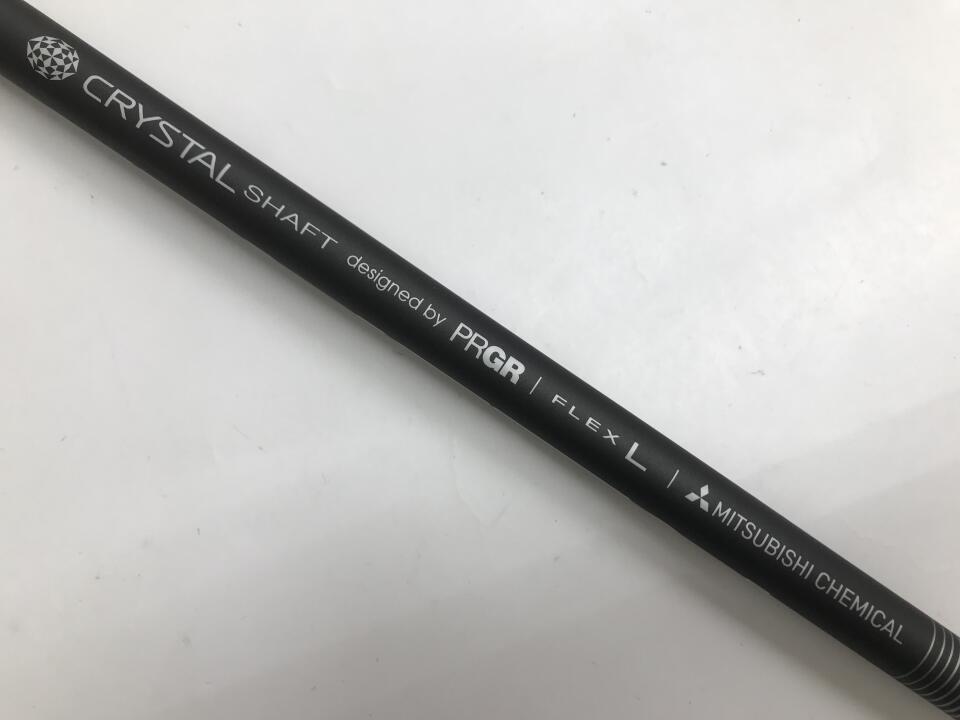 CRYSTAL SHAFT designed by PRGR | FLEX L | MITSUBISHI CHEMICAL